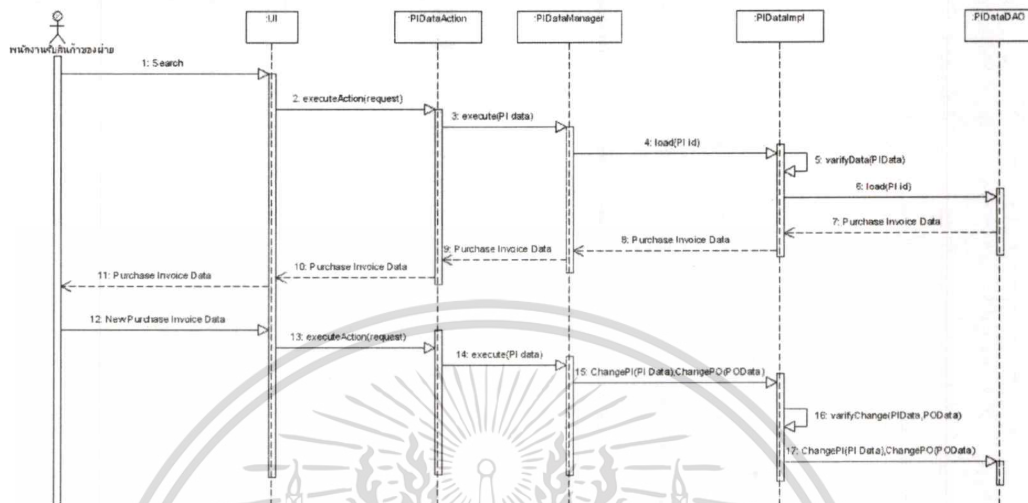 :UI
:PIDataAction
:PIDataManager
:PIDataImpl
:PIDataDAO
พนักงานรับสินค้าของฝ่าย
1: Search
2: executeAction(request)
3: execute(PI data)
4: load(PI id)
5: varifyData(PIData)
6: load(PI id)
7: Purchase Invoice Data
8: Purchase Invoice Data
9: Purchase Invoice Data
10: Purchase Invoice Data
11: Purchase Invoice Data
12: New Purchase Invoice Data
13: executeAction(request)
14: execute(PI data)
15: ChangePI(PI Data),ChangePO(POData)
16: varifyChange(PIData,POData)
17: ChangePI(PI Data),ChangePO(POData)